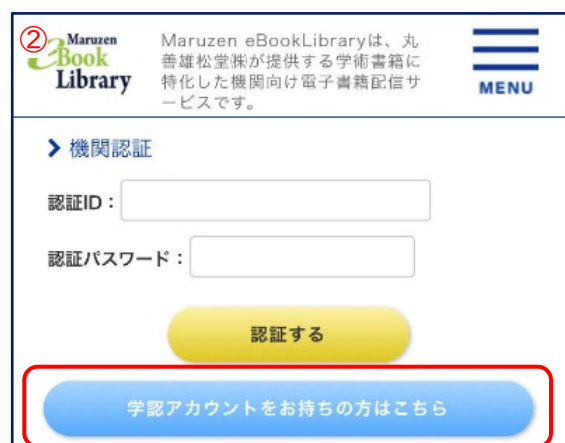 ②
Maruzen
eBook
Library
Maruzen eBookLibraryは、丸
善雄松堂㈱が提供する学術書籍に
特化した機関向け電子書籍配信サ
ービスです。
MENU
機関認証
認証ID：
認証パスワード：
認証する
学認アカウントをお持ちの方はこちら